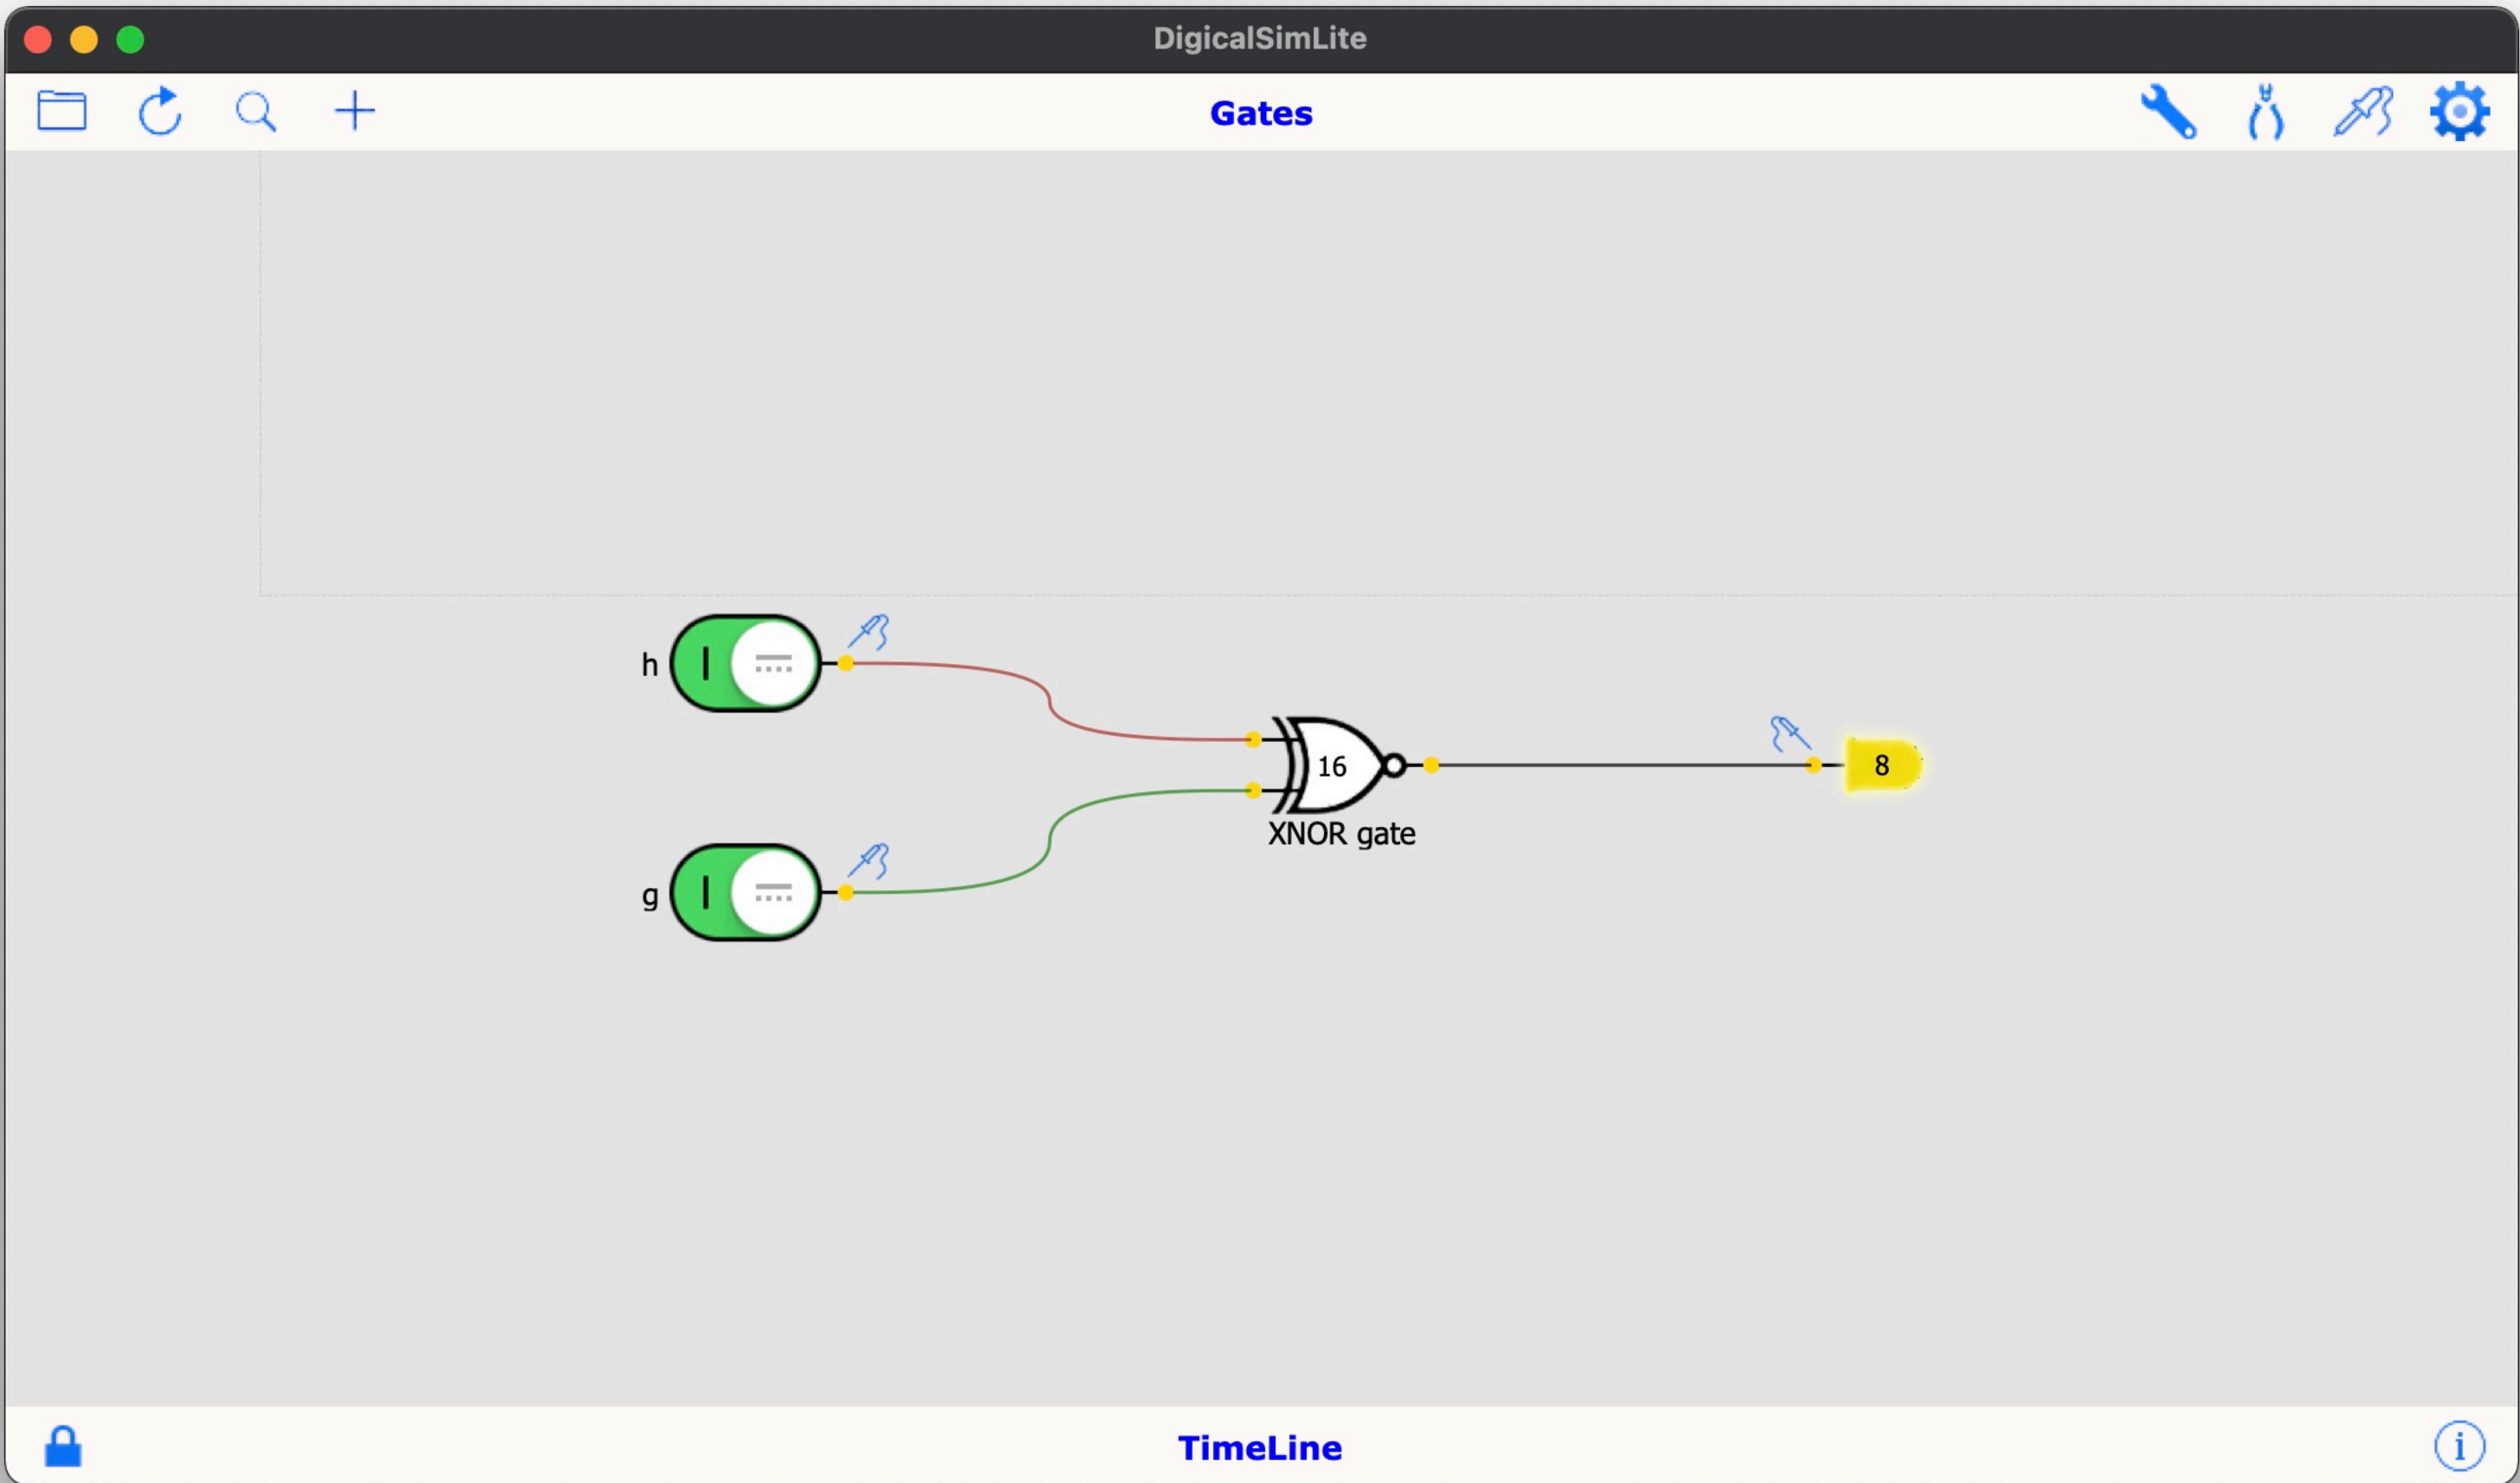 DigicalSimLite
Gates
h
16
8
XNOR gate
g
TimeLine